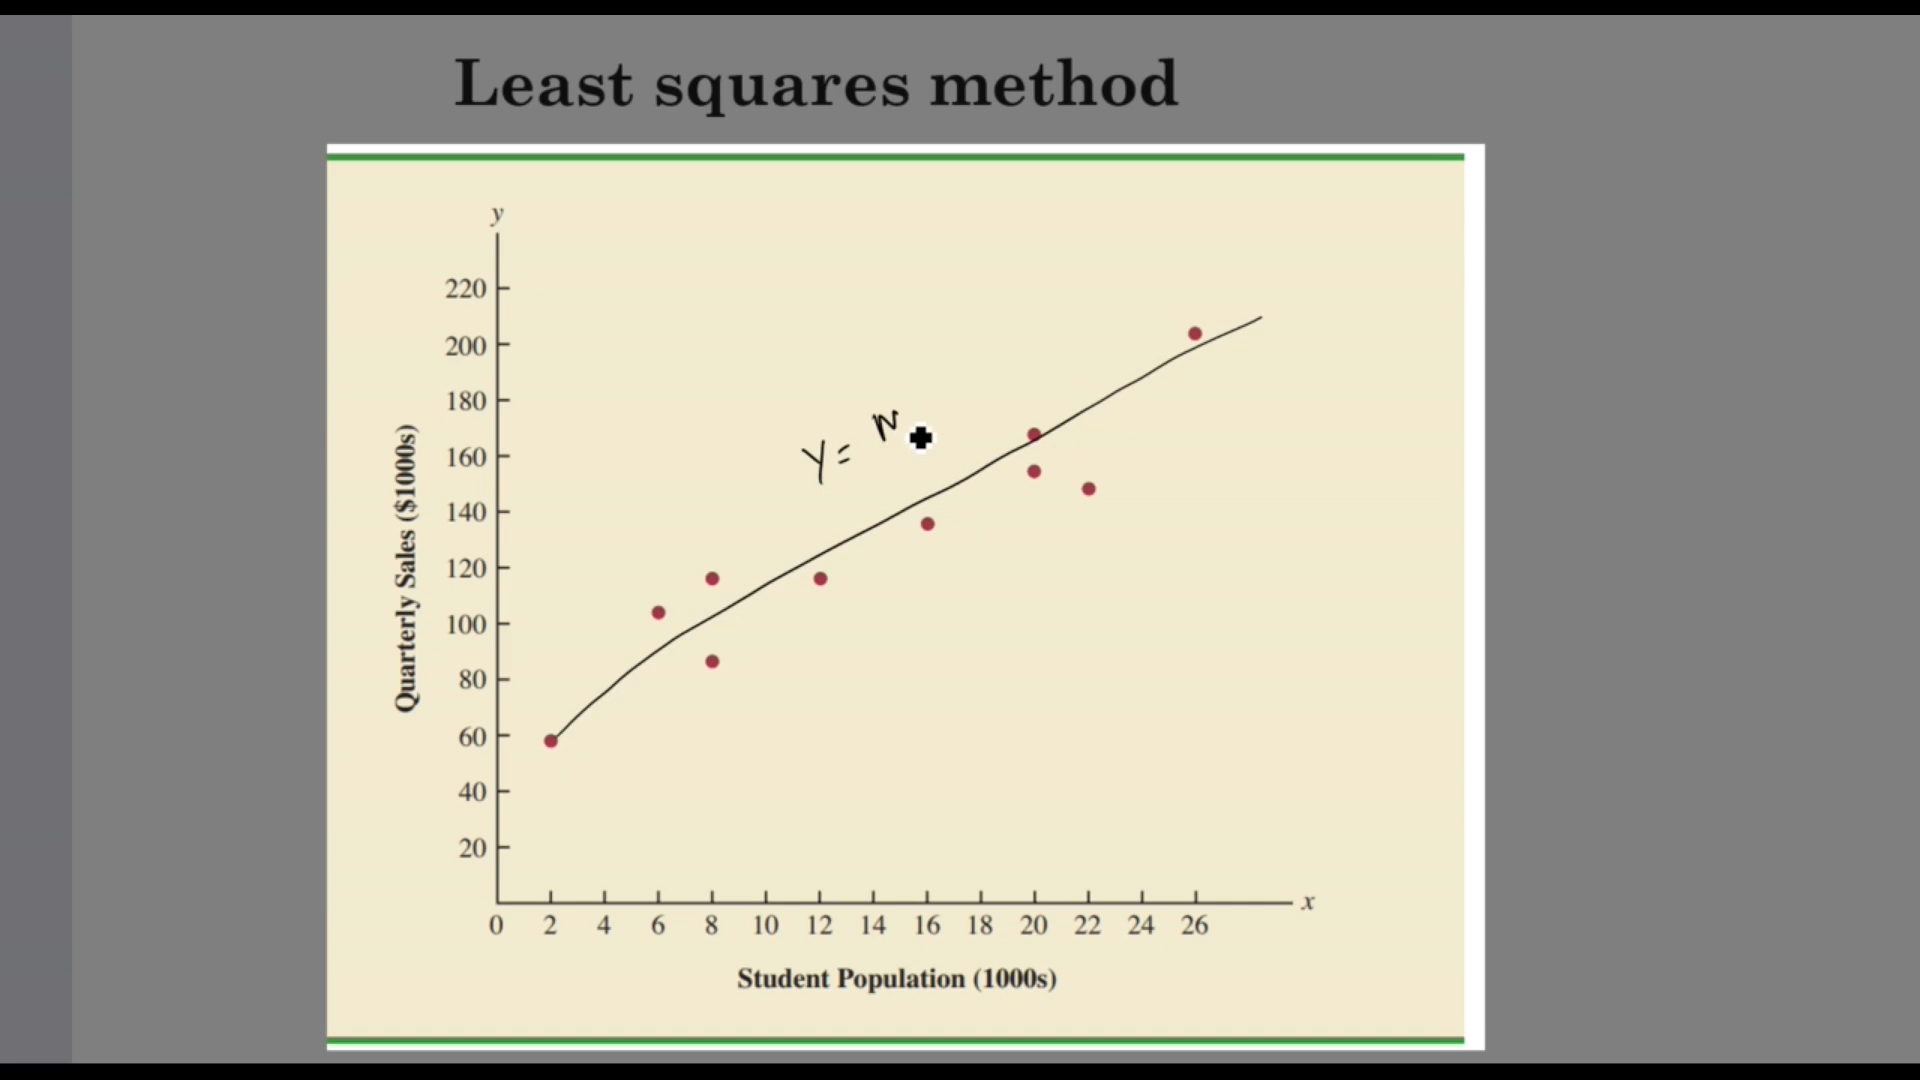 Least squares method
y
220
200
180
160
140
120
100
80
60
40
20
Quarterly Sales ($1000s)
Y=
0 2 4 6 8 10 12 14 16 18 20 22 24 26 x
Student Population (1000s)